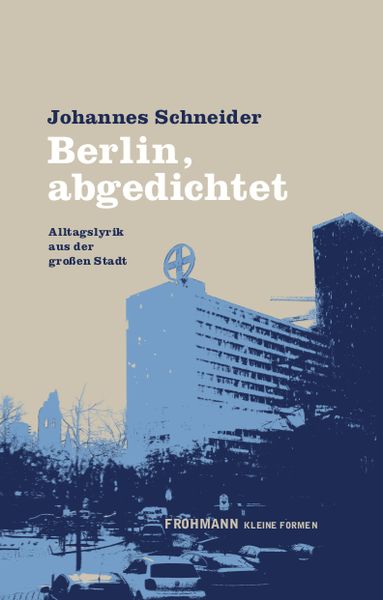 Johannes Schneider
Berlin,
abgedichtet
Alltagslyrik
aus der
großen Stadt
FROHMANN KLEINE FORMEN